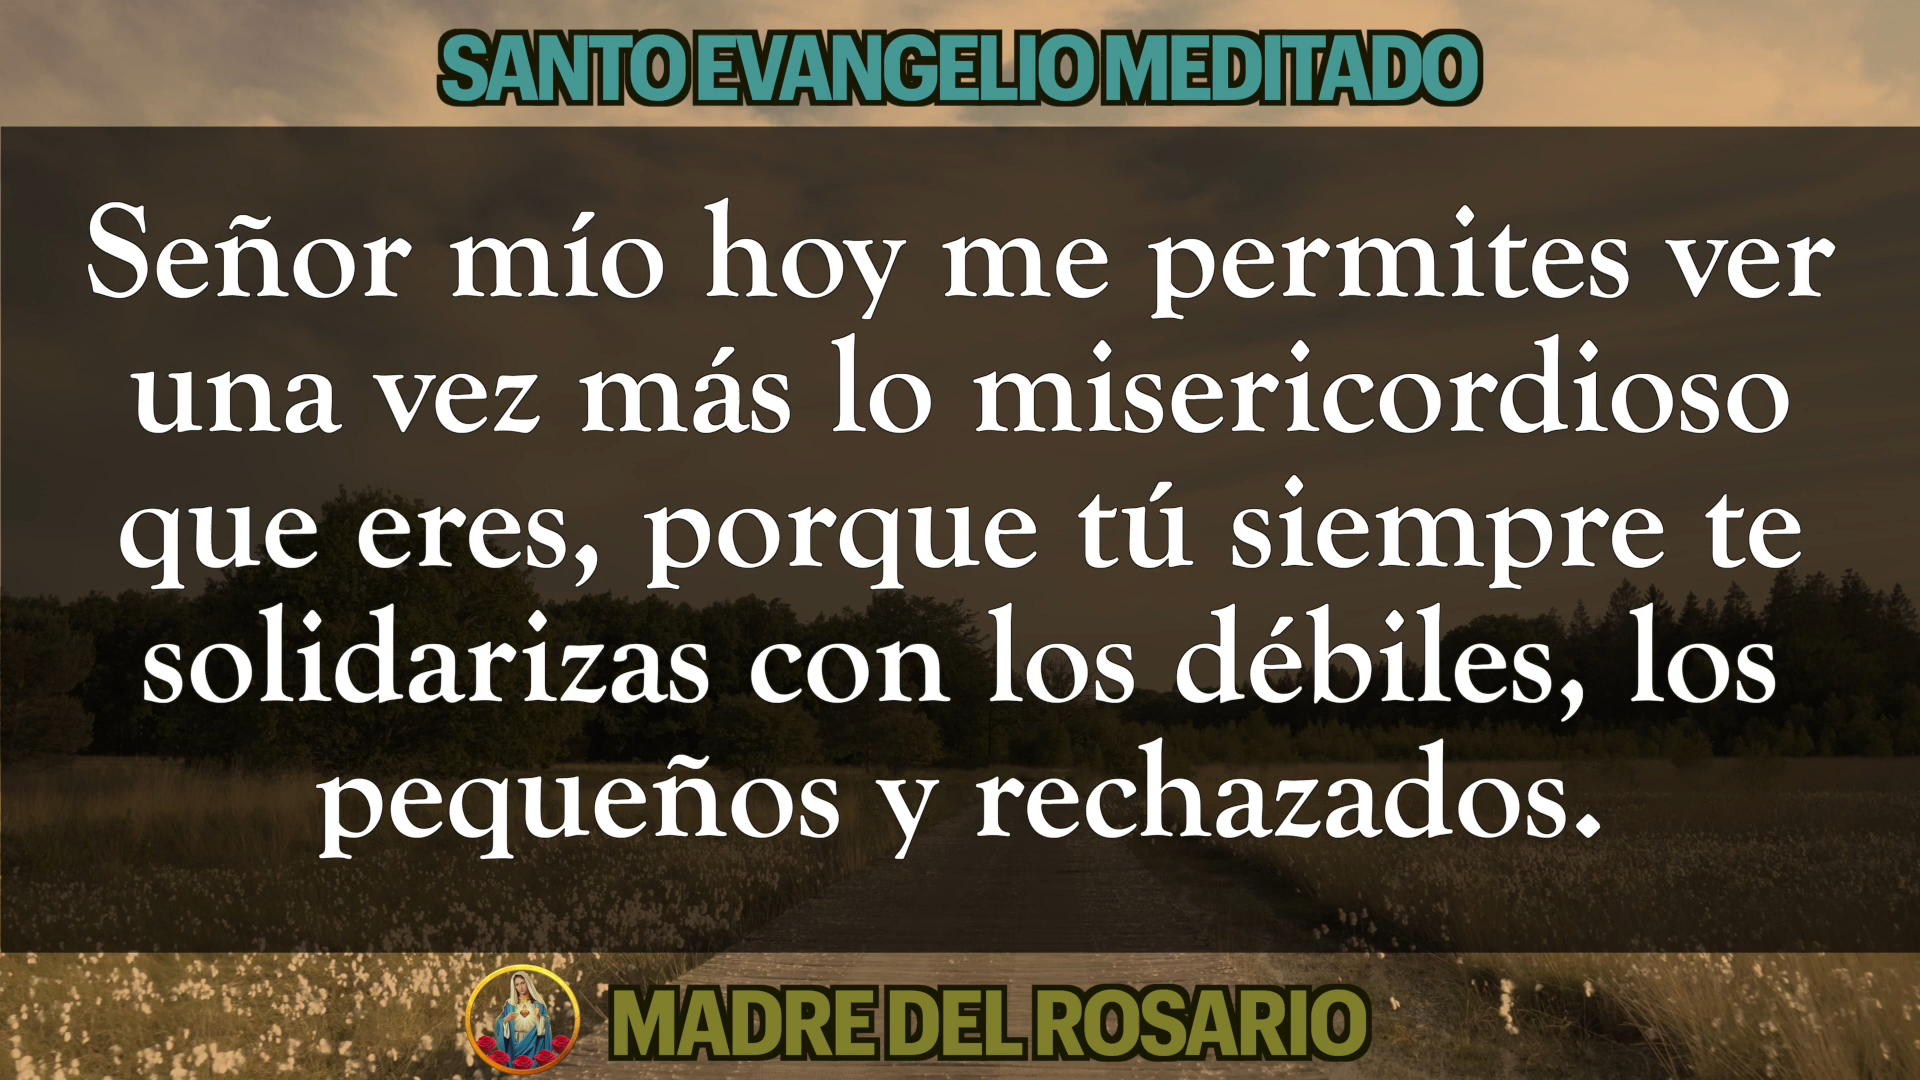 SANTO EVANGELIO MEDITADO
Señor mío hoy me permites ver
una vez más lo misericordioso
que eres, porque tú siempre te
solidarizas con los débiles, los
pequeños y rechazados.
MADRE DEL ROSARIO